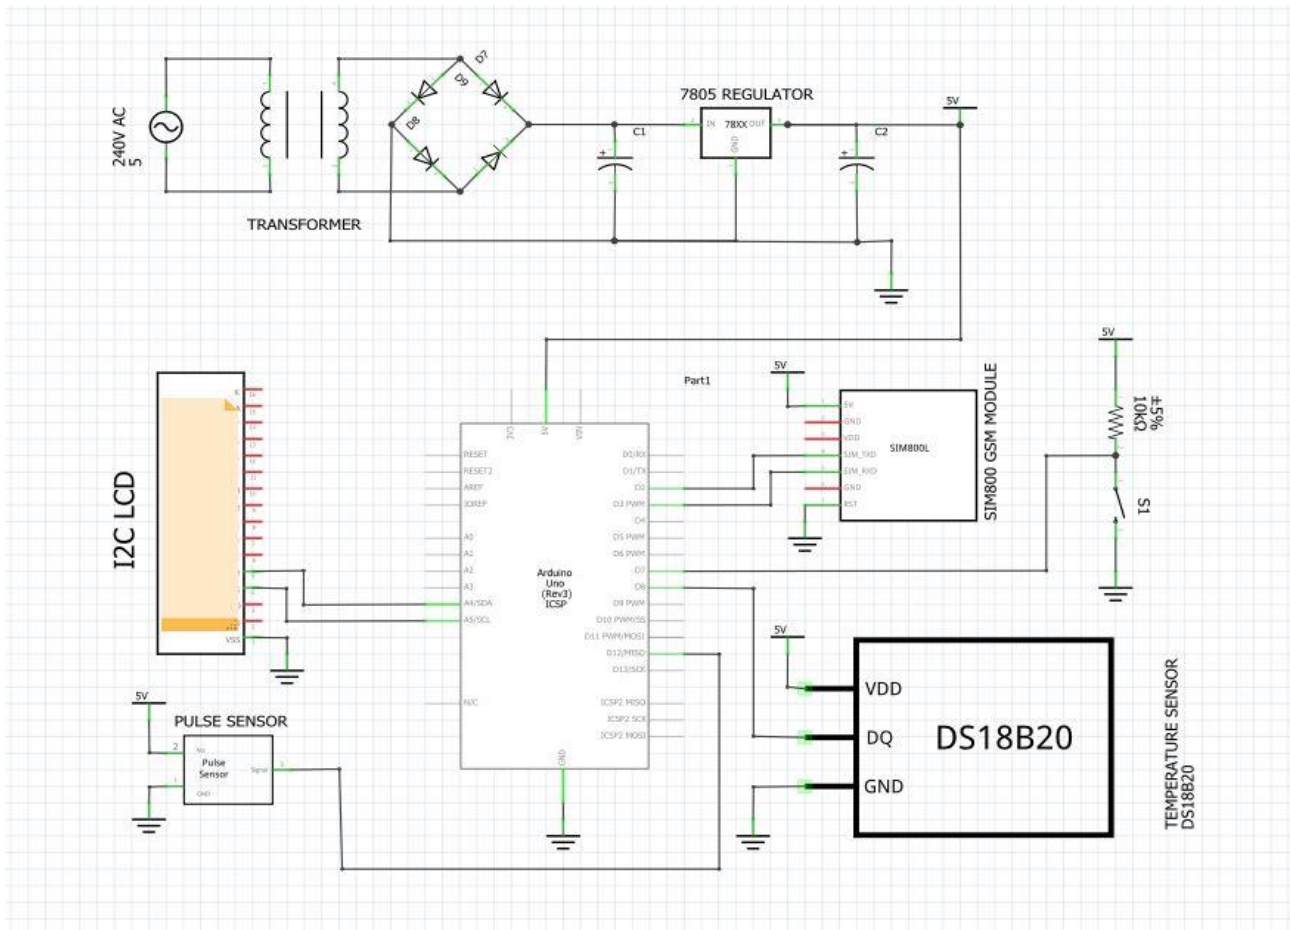 D7
D9
D8
240V AC
5
TRANSFORMER
C1
7805 REGULATOR
IN
78XX
OUT
GND
C2
5V
I2C LCD
VSS
5V
PULSE SENSOR
2
Pulse
Sensor
Signal
GND
1
3
Part1
3V3
5V
VIN
RESET
RESET2
AREF
IOREF
A0
A1
A2
A3
A4/SDA
A5/SCL
N/C
Arduino
Uno
(Rev3)
ICSP
D0/RX
D1/TX
D2
D3 PWM
D4
D5 PWM
D6 PWM
D7
D8
D9 PWM
D10 PWM/SS
D11 PWM/MOSI
D12/MISO
D13/SCK
ICSP2 MISO
ICSP2 SCK
ICSP2 MOSI
GND
5V
5V
GND
VDD
SIM_TXD
SIM_RXD
GND
RST
SIM800L
SIM800 GSM MODULE
5V
±5%
10kΩ
S1
5V
VDD
DQ
GND
DS18B20
TEMPERATURE SENSOR
DS18B20